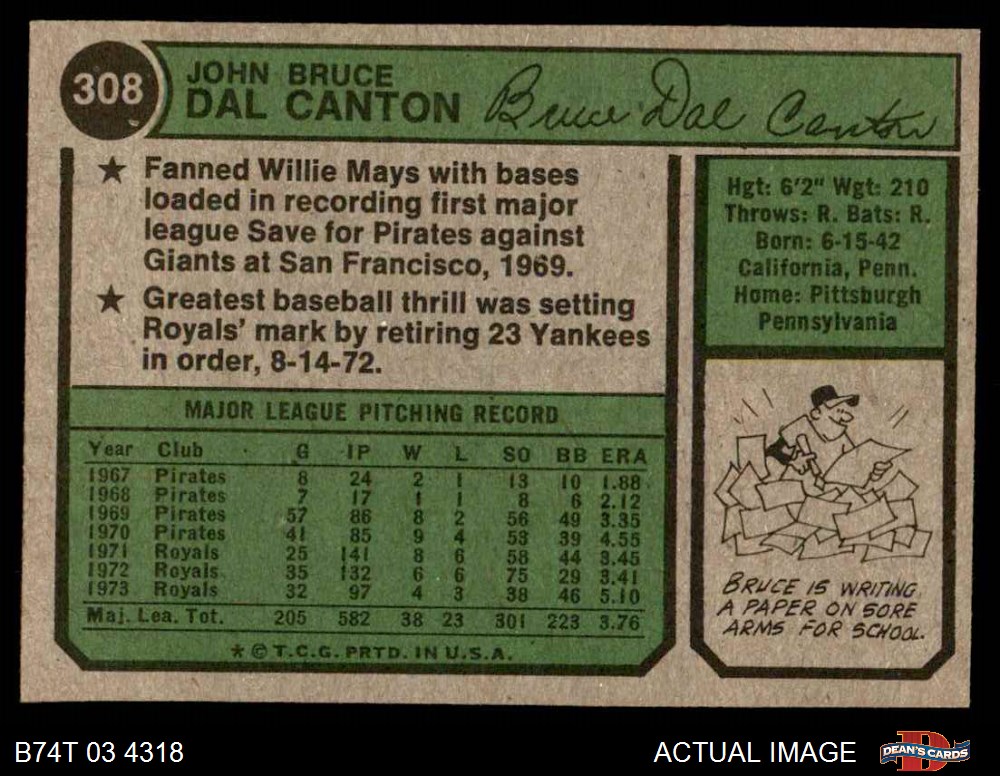 308
JOHN BRUCE
DAL CANTON
Bruce Dal Canton
★ Fanned Willie Mays with bases
loaded in recording first major
league Save for Pirates against
Giants at San Francisco, 1969.
★ Greatest baseball thrill was setting
Royals' mark by retiring 23 Yankees
in order, 8-14-72.
Hgt: 6'2" Wgt: 210
Throws: R. Bats: R.
Born: 6-15-42
California, Penn.
Home: Pittsburgh
Pennsylvania
MAJOR LEAGUE PITCHING RECORD
Year Club G IP W L SO BB ERA
1967 Pirates 8 24 2 1 13 10 1.88
1968 Pirates 7 17 1 1 8 6 2.12
1969 Pirates 57 86 8 2 56 49 3.35
1970 Pirates 41 85 9 4 53 39 4.55
1971 Royals 25 141 8 6 58 44 3.45
1972 Royals 35 132 6 6 75 29 3.41
1973 Royals 32 97 4 3 38 46 5.10
Maj. Lea. Tot. 205 582 38 23 301 223 3.76
★ © T.C.G. PRTD. IN U.S.A.
BRUCE IS WRITING
A PAPER ON SORE
ARMS FOR SCHOOL.
B74T 03 4318
ACTUAL IMAGE
D
DEAN'S CARDS